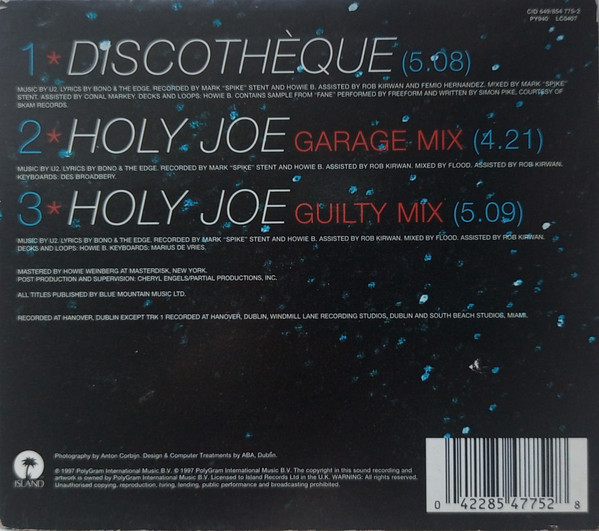 CID 649/854 775-2
PY940 LC0407
1*DISCOTHÈQUE (5.08)
MUSIC BY U2. LYRICS BY BONO & THE EDGE. RECORDED BY MARK "SPIKE" STENT AND HOWIE B. ASSISTED BY ROB KIRWAN AND FEMIO HERNANDEZ. MIXED BY MARK "SPIKE"
STENT. ASSISTED BY CONAL MARKEY. DECKS AND LOOPS: HOWIE B. CONTAINS SAMPLE FROM "FANE" PERFORMED BY FREEFORM AND WRITTEN BY SIMON PIKE, COURTESY OF
SKAM RECORDS.
2*HOLY JOE GARAGE MIX (4.21)
MUSIC BY U2. LYRICS BY BONO & THE EDGE. RECORDED BY MARK "SPIKE" STENT AND HOWIE B. ASSISTED BY ROB KIRWAN. MIXED BY FLOOD. ASSISTED BY ROB KIRWAN.
KEYBOARDS: DES BROADBERY.
3*HOLY JOE GUILTY MIX (5.09)
MUSIC BY U2. LYRICS BY BONO & THE EDGE. RECORDED BY MARK "SPIKE" STENT AND HOWIE B. ASSISTED BY ROB KIRWAN. MIXED BY FLOOD. ASSISTED BY ROB KIRWAN.
DECKS AND LOOPS: HOWIE B. KEYBOARDS: MARIUS DE VRIES.
MASTERED BY HOWIE WEINBERG AT MASTERDISK, NEW YORK.
POST PRODUCTION AND SUPERVISION: CHERYL ENGELS/PARTIAL PRODUCTIONS, INC.
ALL TITLES PUBLISHED BY BLUE MOUNTAIN MUSIC LTD.
RECORDED AT HANOVER, DUBLIN EXCEPT TRK 1 RECORDED AT HANOVER, DUBLIN, WINDMILL LANE RECORDING STUDIOS, DUBLIN AND SOUTH BEACH STUDIOS, MIAMI.
Photography by Anton Corbijn. Design & Computer Treatments by ABA, Dublin.
℗ 1997 PolyGram International Music B.V. © 1997 PolyGram International Music B.V. The copyright in this sound recording and
artwork is owned by PolyGram International Music B.V. Licensed to Island Records Ltd in the U.K. WARNING: All rights reserved.
Unauthorised copying, reproduction, hiring, lending, public performance and broadcasting prohibited.
ISLAND
0 42285 47752 8